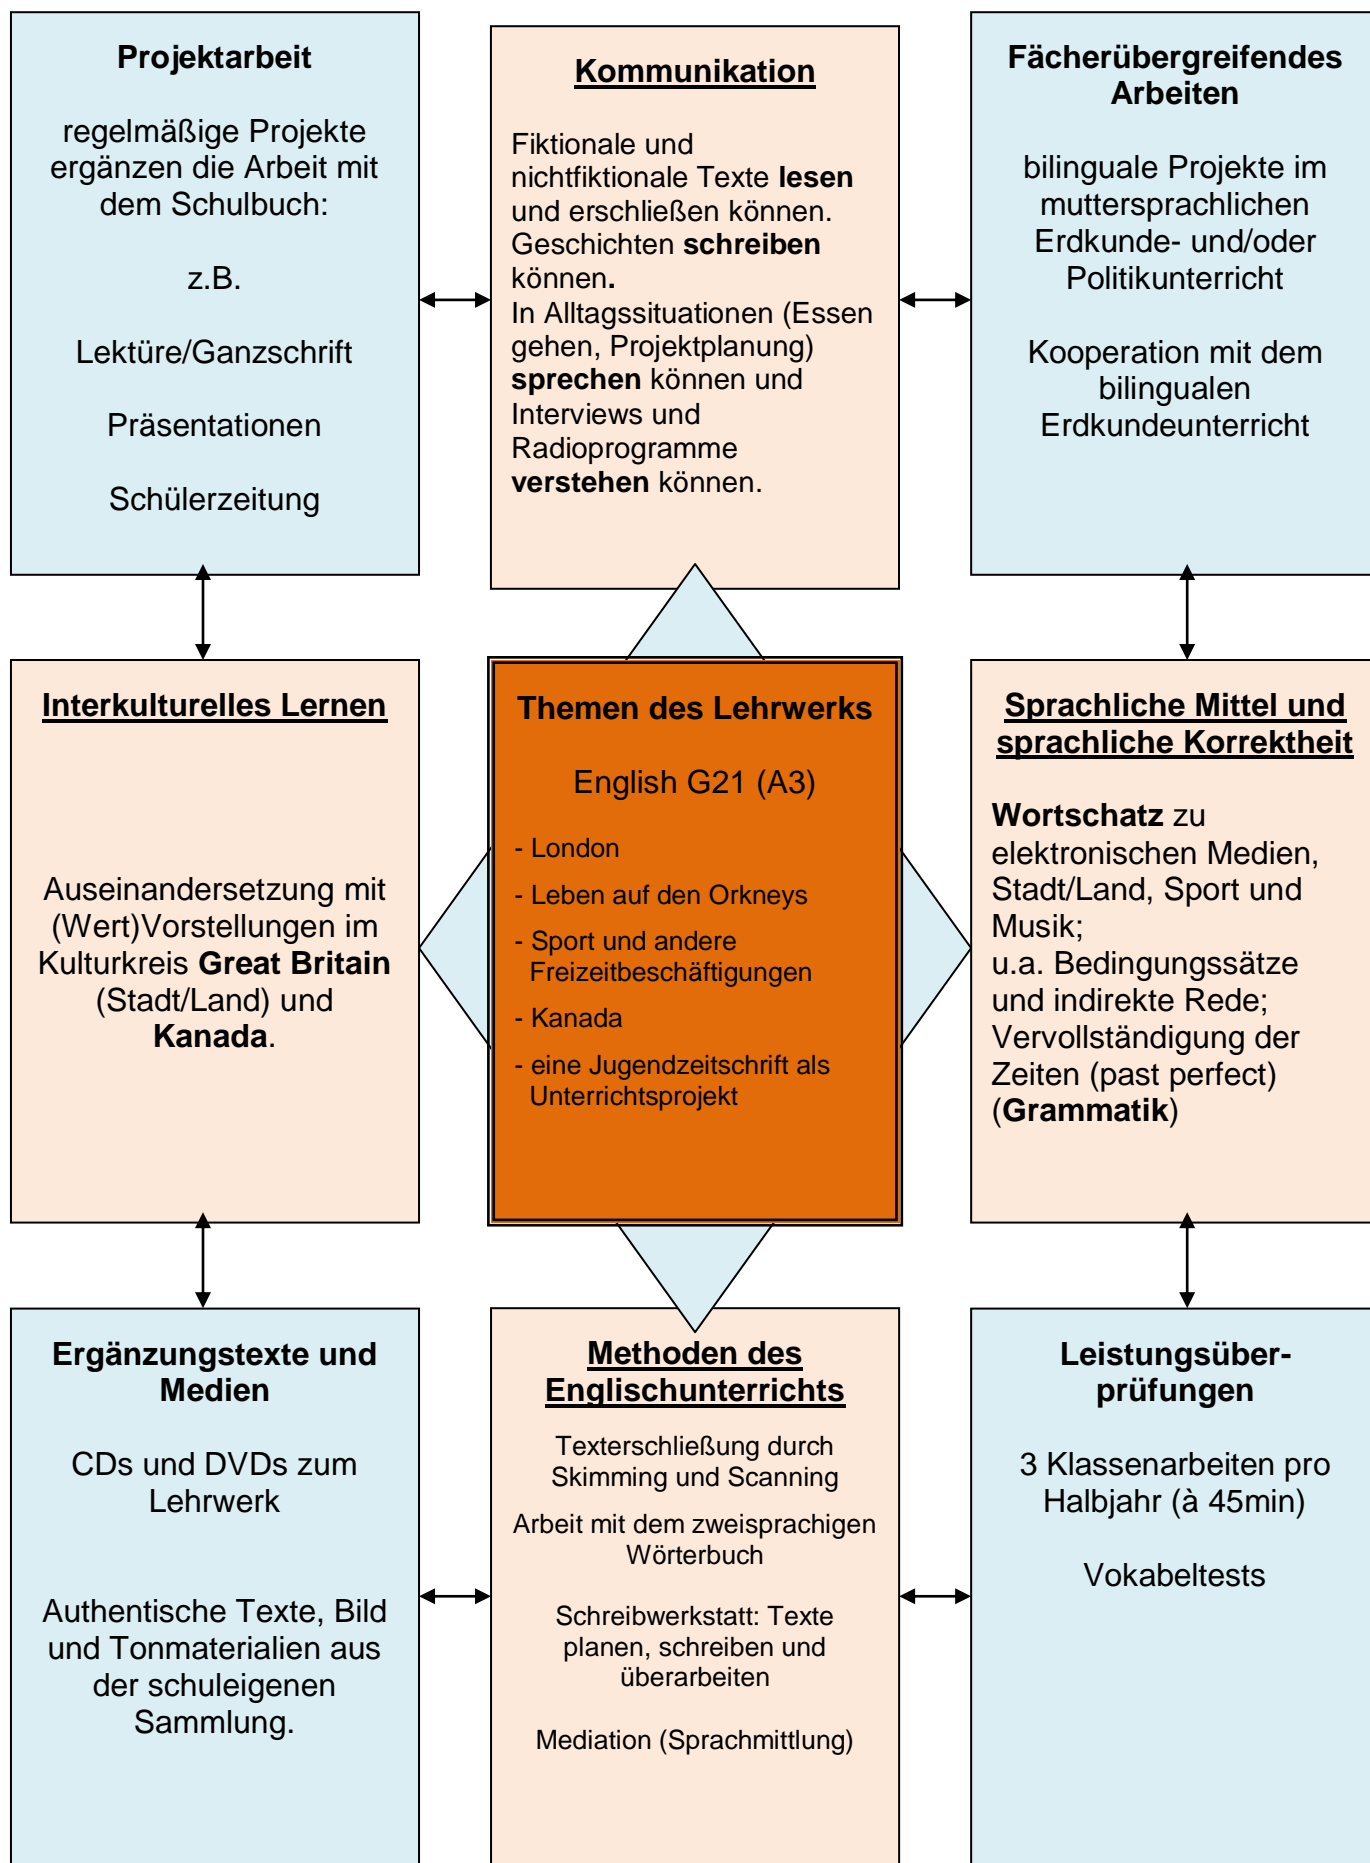 Projektarbeit
regelmäßige Projekte
ergänzen die Arbeit mit
dem Schulbuch:
z.B.
Lektüre/Ganzschrift
Präsentationen
Schülerzeitung
Kommunikation
Fiktionale und
nichtfiktionale Texte lesen
und erschließen können.
Geschichten schreiben
können.
In Alltagssituationen (Essen
gehen, Projektplanung)
sprechen können und
Interviews und
Radioprogramme
verstehen können.
Fächerübergreifendes
Arbeiten
bilinguale Projekte im
muttersprachlichen
Erdkunde- und/oder
Politikunterricht
Kooperation mit dem
bilingualen
Erdkundeunterricht
Interkulturelles Lernen
Auseinandersetzung mit
(Wert)Vorstellungen im
Kulturkreis Great Britain
(Stadt/Land) und
Kanada.
Themen des Lehrwerks
English G21 (A3)
- London
- Leben auf den Orkneys
- Sport und andere
Freizeitbeschäftigungen
- Kanada
- eine Jugendzeitschrift als
Unterrichtsprojekt
Sprachliche Mittel und
sprachliche Korrektheit
Wortschatz zu
elektronischen Medien,
Stadt/Land, Sport und
Musik;
u.a. Bedingungssätze
und indirekte Rede;
Vervollständigung der
Zeiten (past perfect)
(Grammatik)
Ergänzungstexte und
Medien
CDs und DVDs zum
Lehrwerk
Authentische Texte, Bild
und Tonmaterialien aus
der schuleigenen
Sammlung.
Methoden des
Englischunterrichts
Texterschließung durch
Skimming und Scanning
Arbeit mit dem zweisprachigen
Wörterbuch
Schreibwerkstatt: Texte
planen, schreiben und
überarbeiten
Mediation (Sprachmittlung)
Leistungsüber-
prüfungen
3 Klassenarbeiten pro
Halbjahr (à 45min)
Vokabeltests